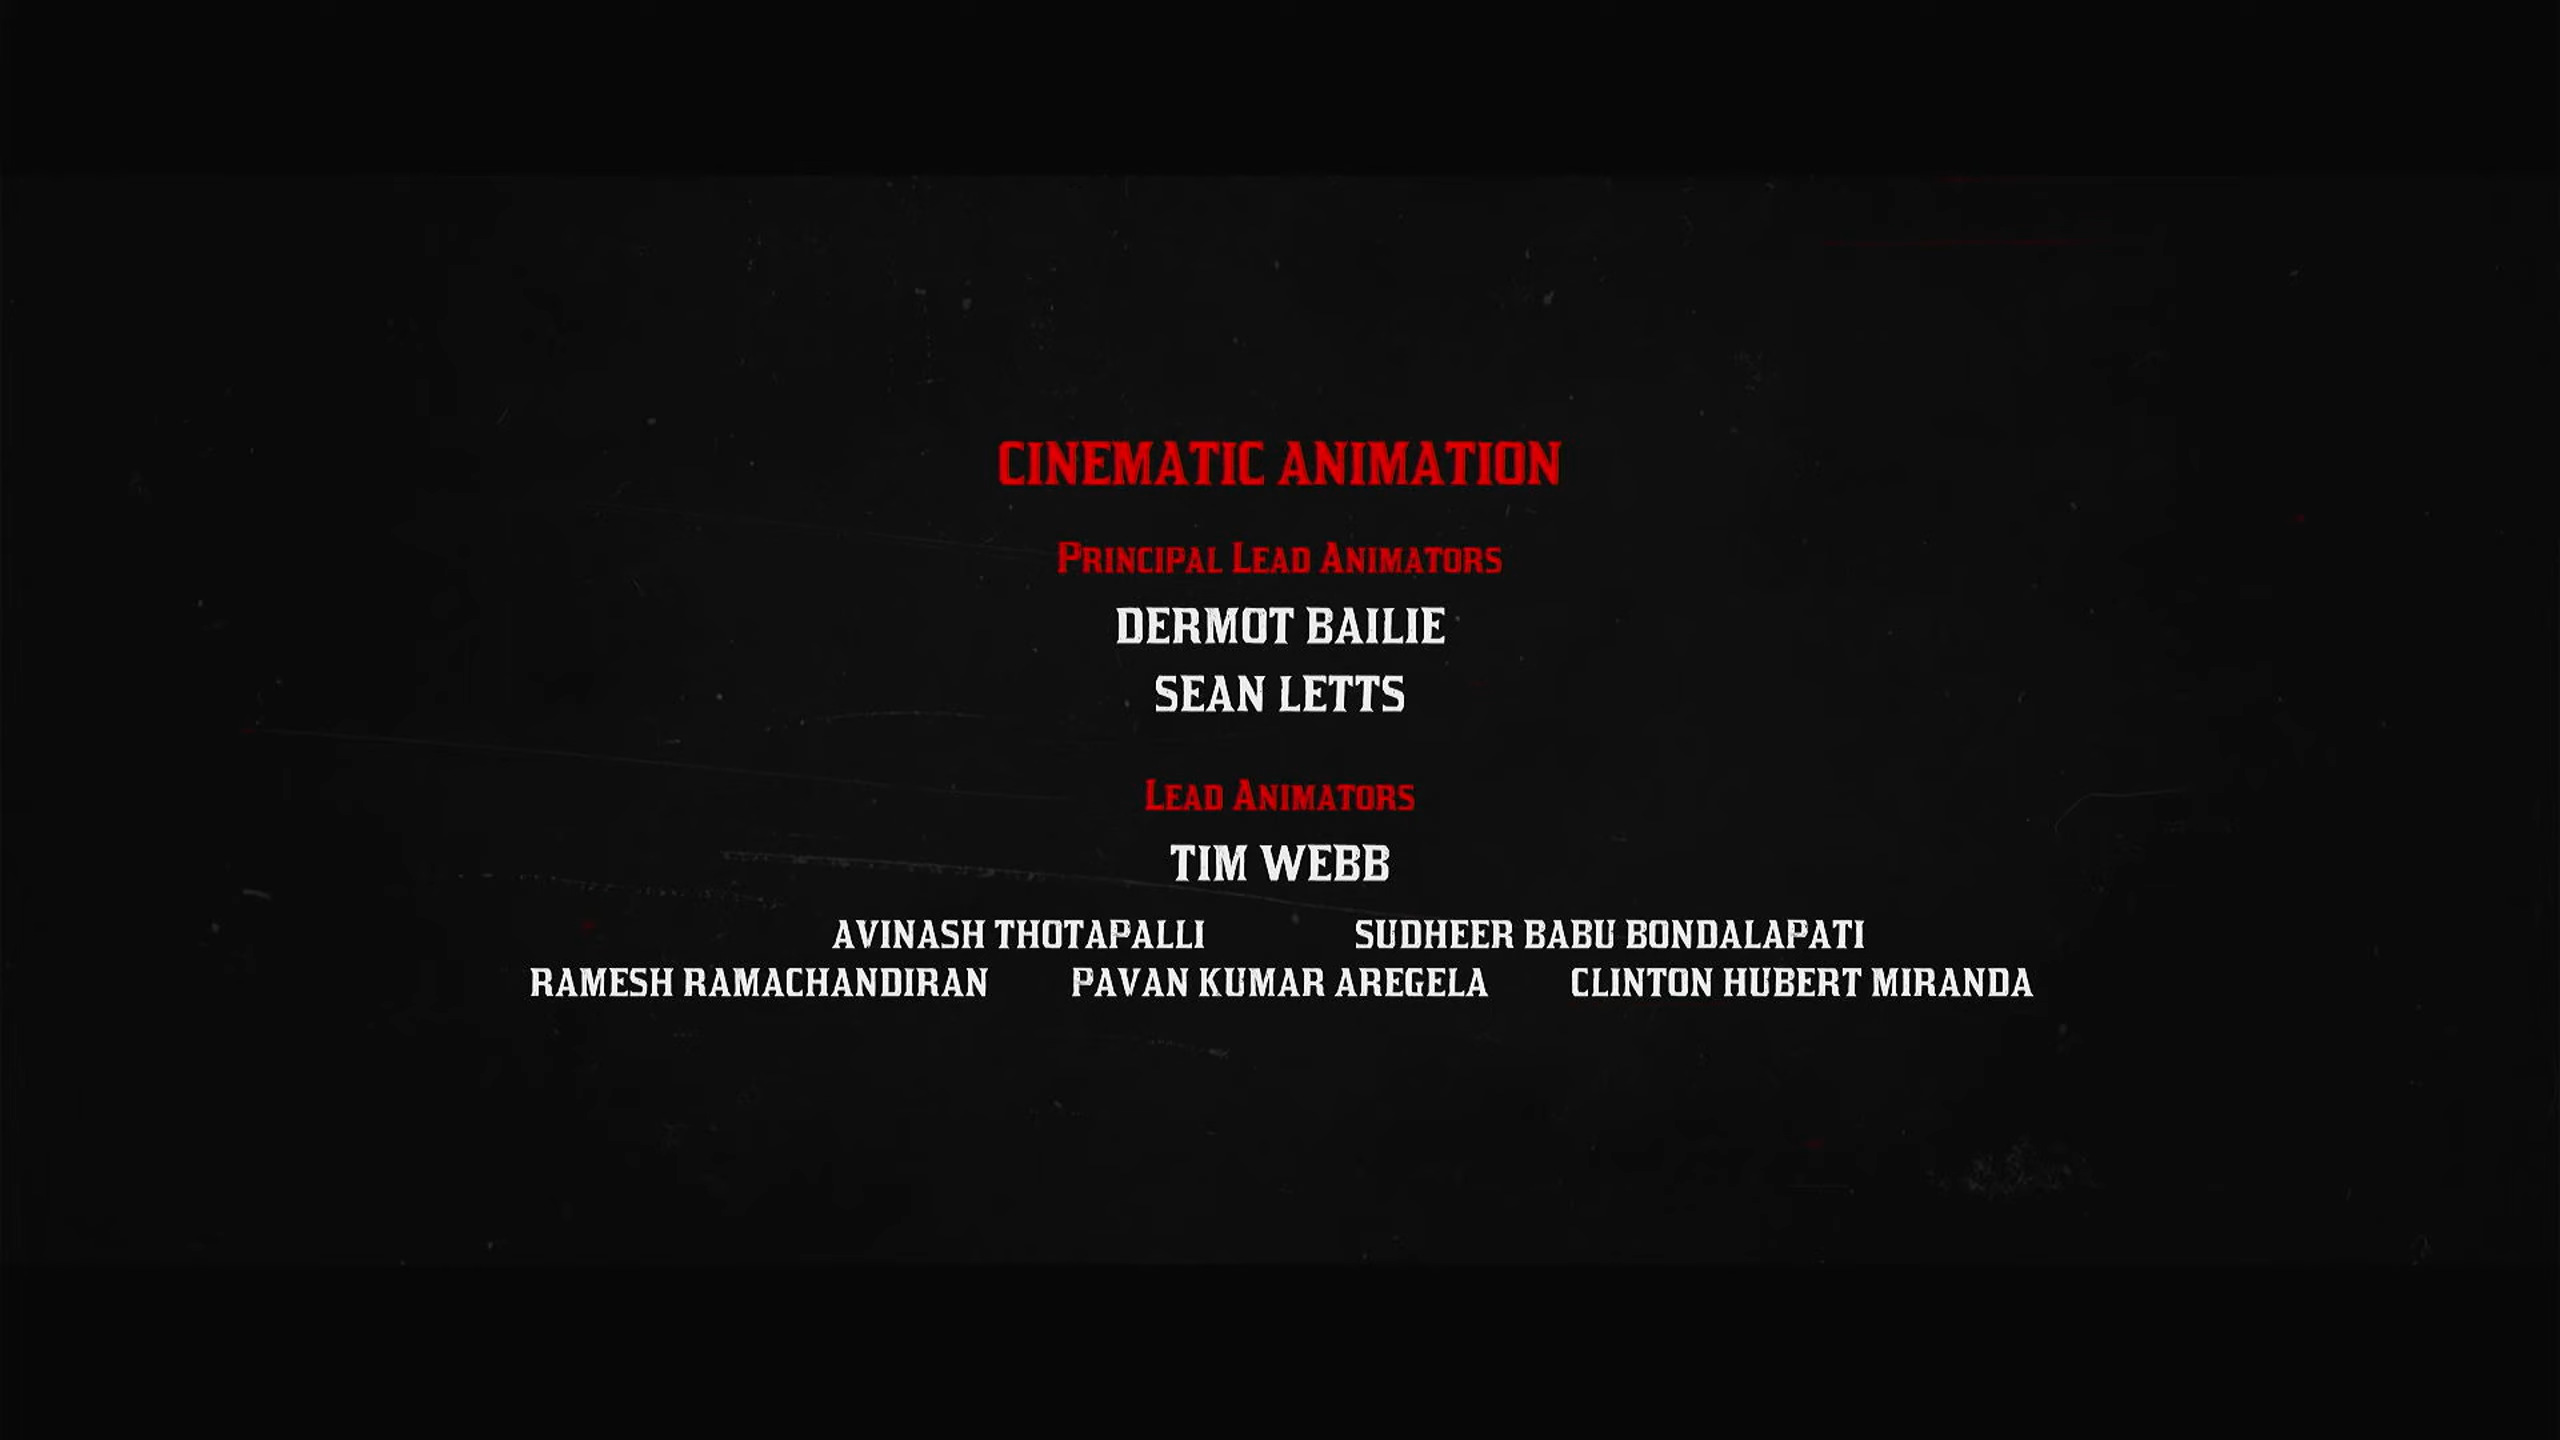 CINEMATIC ANIMATION
PRINCIPAL LEAD ANIMATORS
DERMOT BAILIE
SEAN LETTS
LEAD ANIMATORS
TIM WEBB
AVINASH THOTAPALLI SUDHEER BABU BONDALAPATI
RAMESH RAMACHANDIRAN PAVAN KUMAR AREGELA CLINTON HUBERT MIRANDA